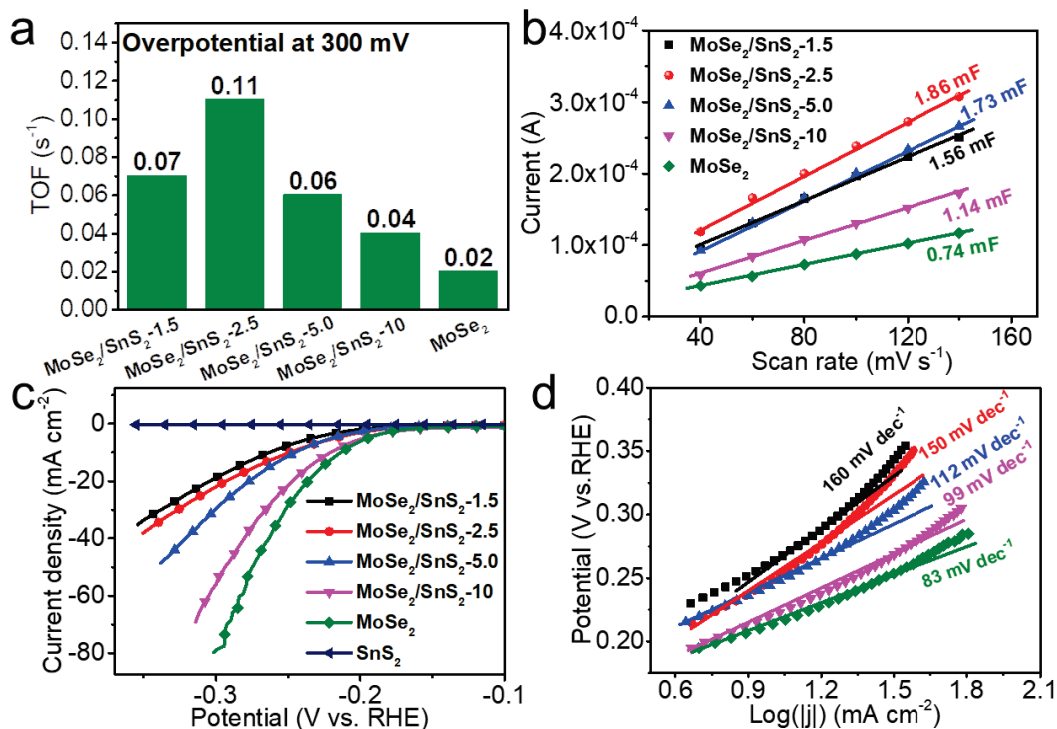 a
Overpotential at 300 mV
TOF (s⁻¹)
0.14
0.12
0.10
0.08
0.06
0.04
0.02
0.00
0.07
0.11
0.06
0.04
0.02
MoSe₂/SnS₂-1.5
MoSe₂/SnS₂-2.5
MoSe₂/SnS₂-5.0
MoSe₂/SnS₂-10
MoSe₂
b
Current (A)
4.0x10⁻⁴
3.0x10⁻⁴
2.0x10⁻⁴
1.0x10⁻⁴
0.0
MoSe₂/SnS₂-1.5
MoSe₂/SnS₂-2.5
MoSe₂/SnS₂-5.0
MoSe₂/SnS₂-10
MoSe₂
1.86 mF
1.73 mF
1.56 mF
1.14 mF
0.74 mF
40 80 120 160
Scan rate (mV s⁻¹)
c
Current density (mA cm⁻²)
0
-20
-40
-60
-80
MoSe₂/SnS₂-1.5
MoSe₂/SnS₂-2.5
MoSe₂/SnS₂-5.0
MoSe₂/SnS₂-10
MoSe₂
SnS₂
-0.3 -0.2 -0.1
Potential (V vs. RHE)
d
Potential (V vs.RHE)
0.40
0.35
0.30
0.25
0.20
160 mV dec⁻¹
150 mV dec⁻¹
112 mV dec⁻¹
99 mV dec⁻¹
83 mV dec⁻¹
0.6 0.9 1.2 1.5 1.8 2.1
Log(|j|) (mA cm⁻²)